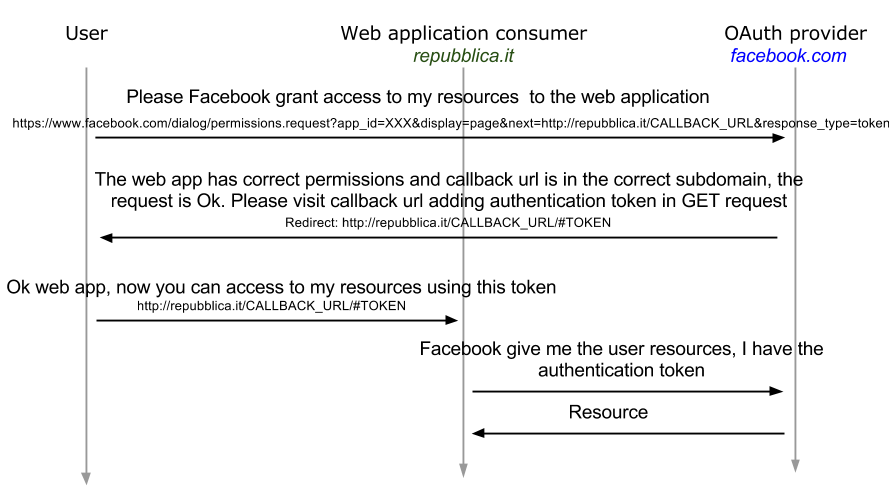 User
Web application consumer
OAuth provider
repubblica.it
facebook.com
Please Facebook grant access to my resources to the web application
https://www.facebook.com/dialog/permissions.request?app_id=XXX&display=page&next=http://repubblica.it/CALLBACK_URL&response_type=token
The web app has correct permissions and callback url is in the correct subdomain, the
request is Ok. Please visit callback url adding authentication token in GET request
Redirect: http://repubblica.it/CALLBACK_URL/#TOKEN
Ok web app, now you can access to my resources using this token
http://repubblica.it/CALLBACK_URL/#TOKEN
Facebook give me the user resources, I have the
authentication token
Resource